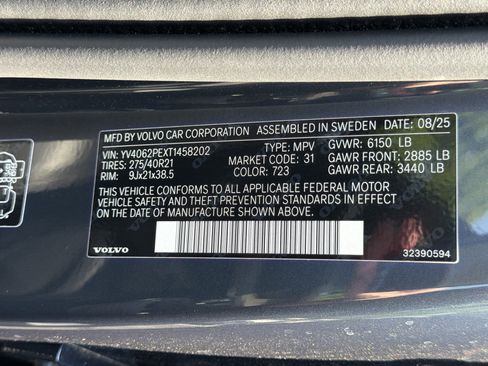 MFD BY VOLVO CAR CORPORATION ASSEMBLED IN SWEDEN DATE: 08/25
VIN: YV4062PEXT1458202 TYPE: MPV GVWR: 6150 LB
TIRES: 275/40R21 MARKET CODE: 31 GAWR FRONT: 2885 LB
RIM: 9Jx21x38.5 COLOR: 723 GAWR REAR: 3440 LB
THIS VEHICLE CONFORMS TO ALL APPLICABLE FEDERAL MOTOR
VEHICLE SAFETY AND THEFT PREVENTION STANDARDS IN EFFECT
ON THE DATE OF MANUFACTURE SHOWN ABOVE.
VOLVO 32390594